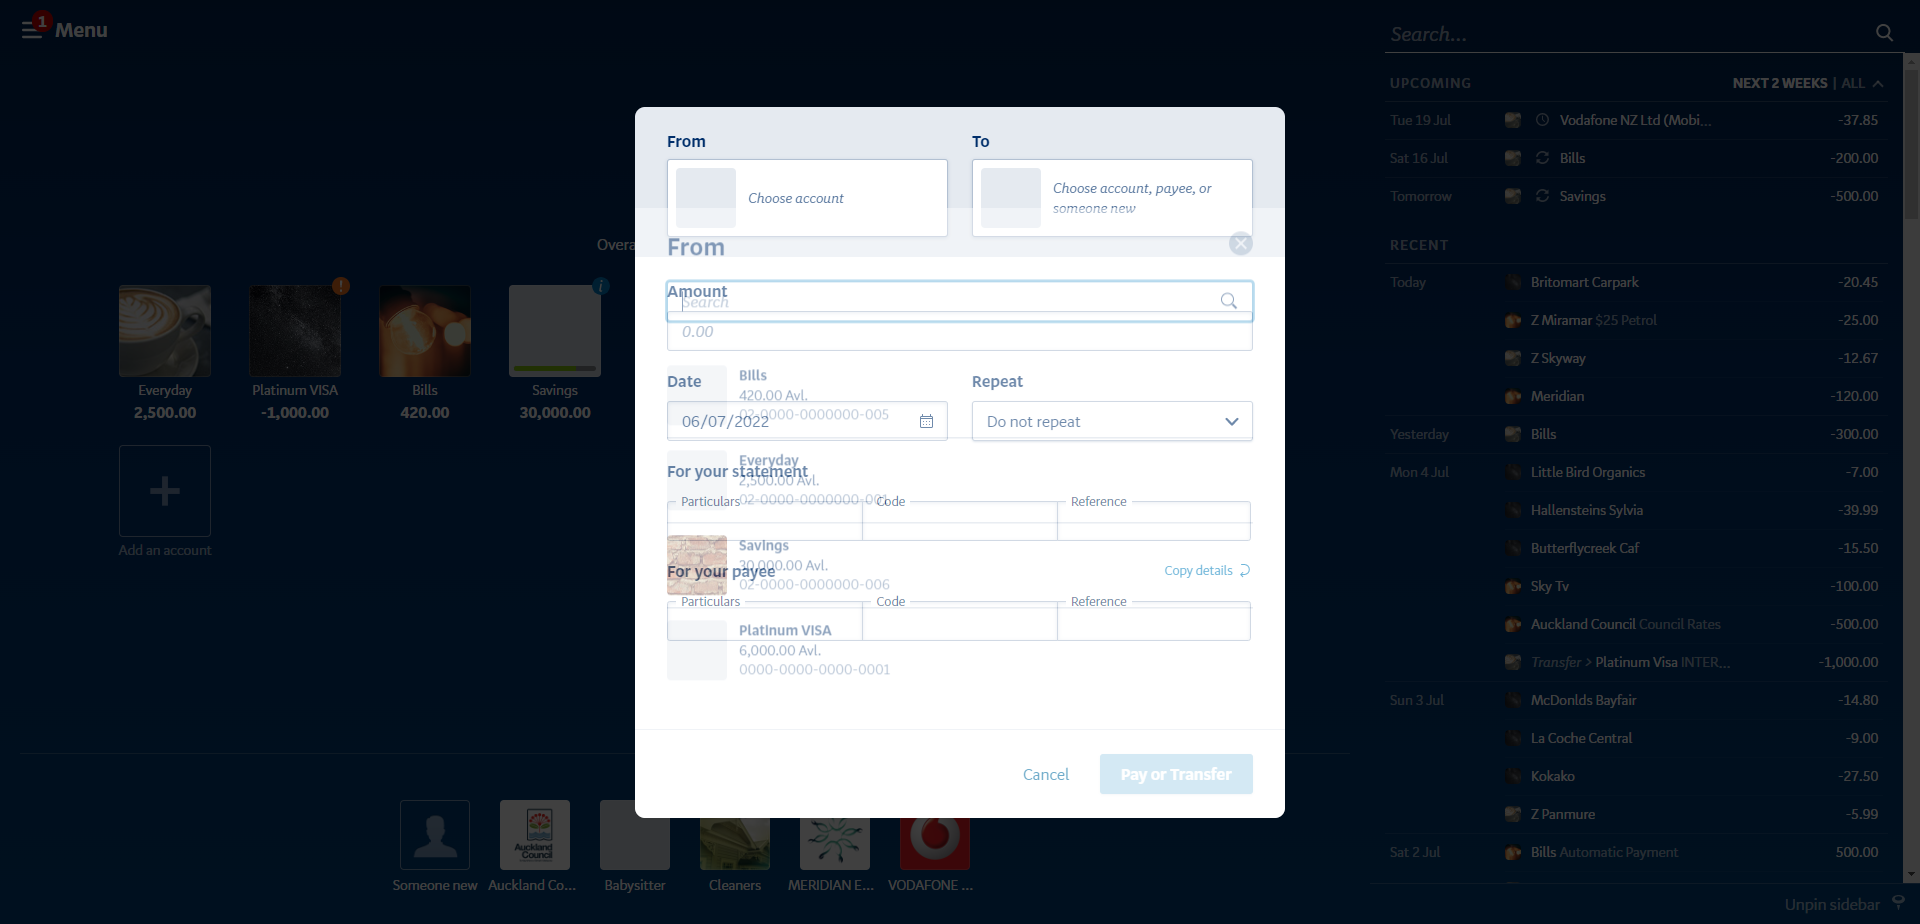 1
Menu
Search...
UPCOMING
NEXT 2 WEEKS | ALL
Tue 19 Jul
Vodafone NZ Ltd (Mobi...
-37.85
Sat 16 Jul
Bills
-200.00
Tomorrow
Savings
-500.00
RECENT
Today
Britomart Carpark
-20.45
Z Miramar $25 Petrol
-25.00
Z Skyway
-12.67
Meridian
-120.00
Yesterday
Bills
-300.00
Mon 4 Jul
Little Bird Organics
-7.00
Hallensteins Sylvia
-39.99
Butterflycreek Caf
-15.50
Sky Tv
-100.00
Auckland Council Council Rates
-500.00
Transfer > Platinum Visa INTER...
-1,000.00
Sun 3 Jul
McDonlds Bayfair
-14.80
La Coche Central
-9.00
Kokako
-27.50
Z Panmure
-5.99
Sat 2 Jul
Bills Automatic Payment
500.00
Unpin sidebar
Overa
Everyday
2,500.00
Platinum VISA
-1,000.00
Bills
420.00
Savings
30,000.00
Add an account
From
Choose account
To
Choose account, payee, or
someone new
From
Amount
Search
0.00
Date
06/07/2022
Repeat
Do not repeat
Bills
420.00 Avl.
02-0000-0000000-005
For your statement
Particulars
Code
Reference
Everyday
2,500.00 Avl.
02-0000-0000000-001
For your payee
Copy details
Savings
30,000.00 Avl.
02-0000-0000000-006
Particulars
Code
Reference
Platinum VISA
6,000.00 Avl.
0000-0000-0000-0001
Cancel
Pay or Transfer
Auckland
Council
Someone new
Auckland Co...
Babysitter
Cleaners
MERIDIAN E...
VODAFONE ...